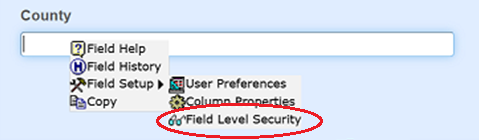 County
Field Help
Field History
Field Setup
User Preferences
Copy
Column Properties
Field Level Security